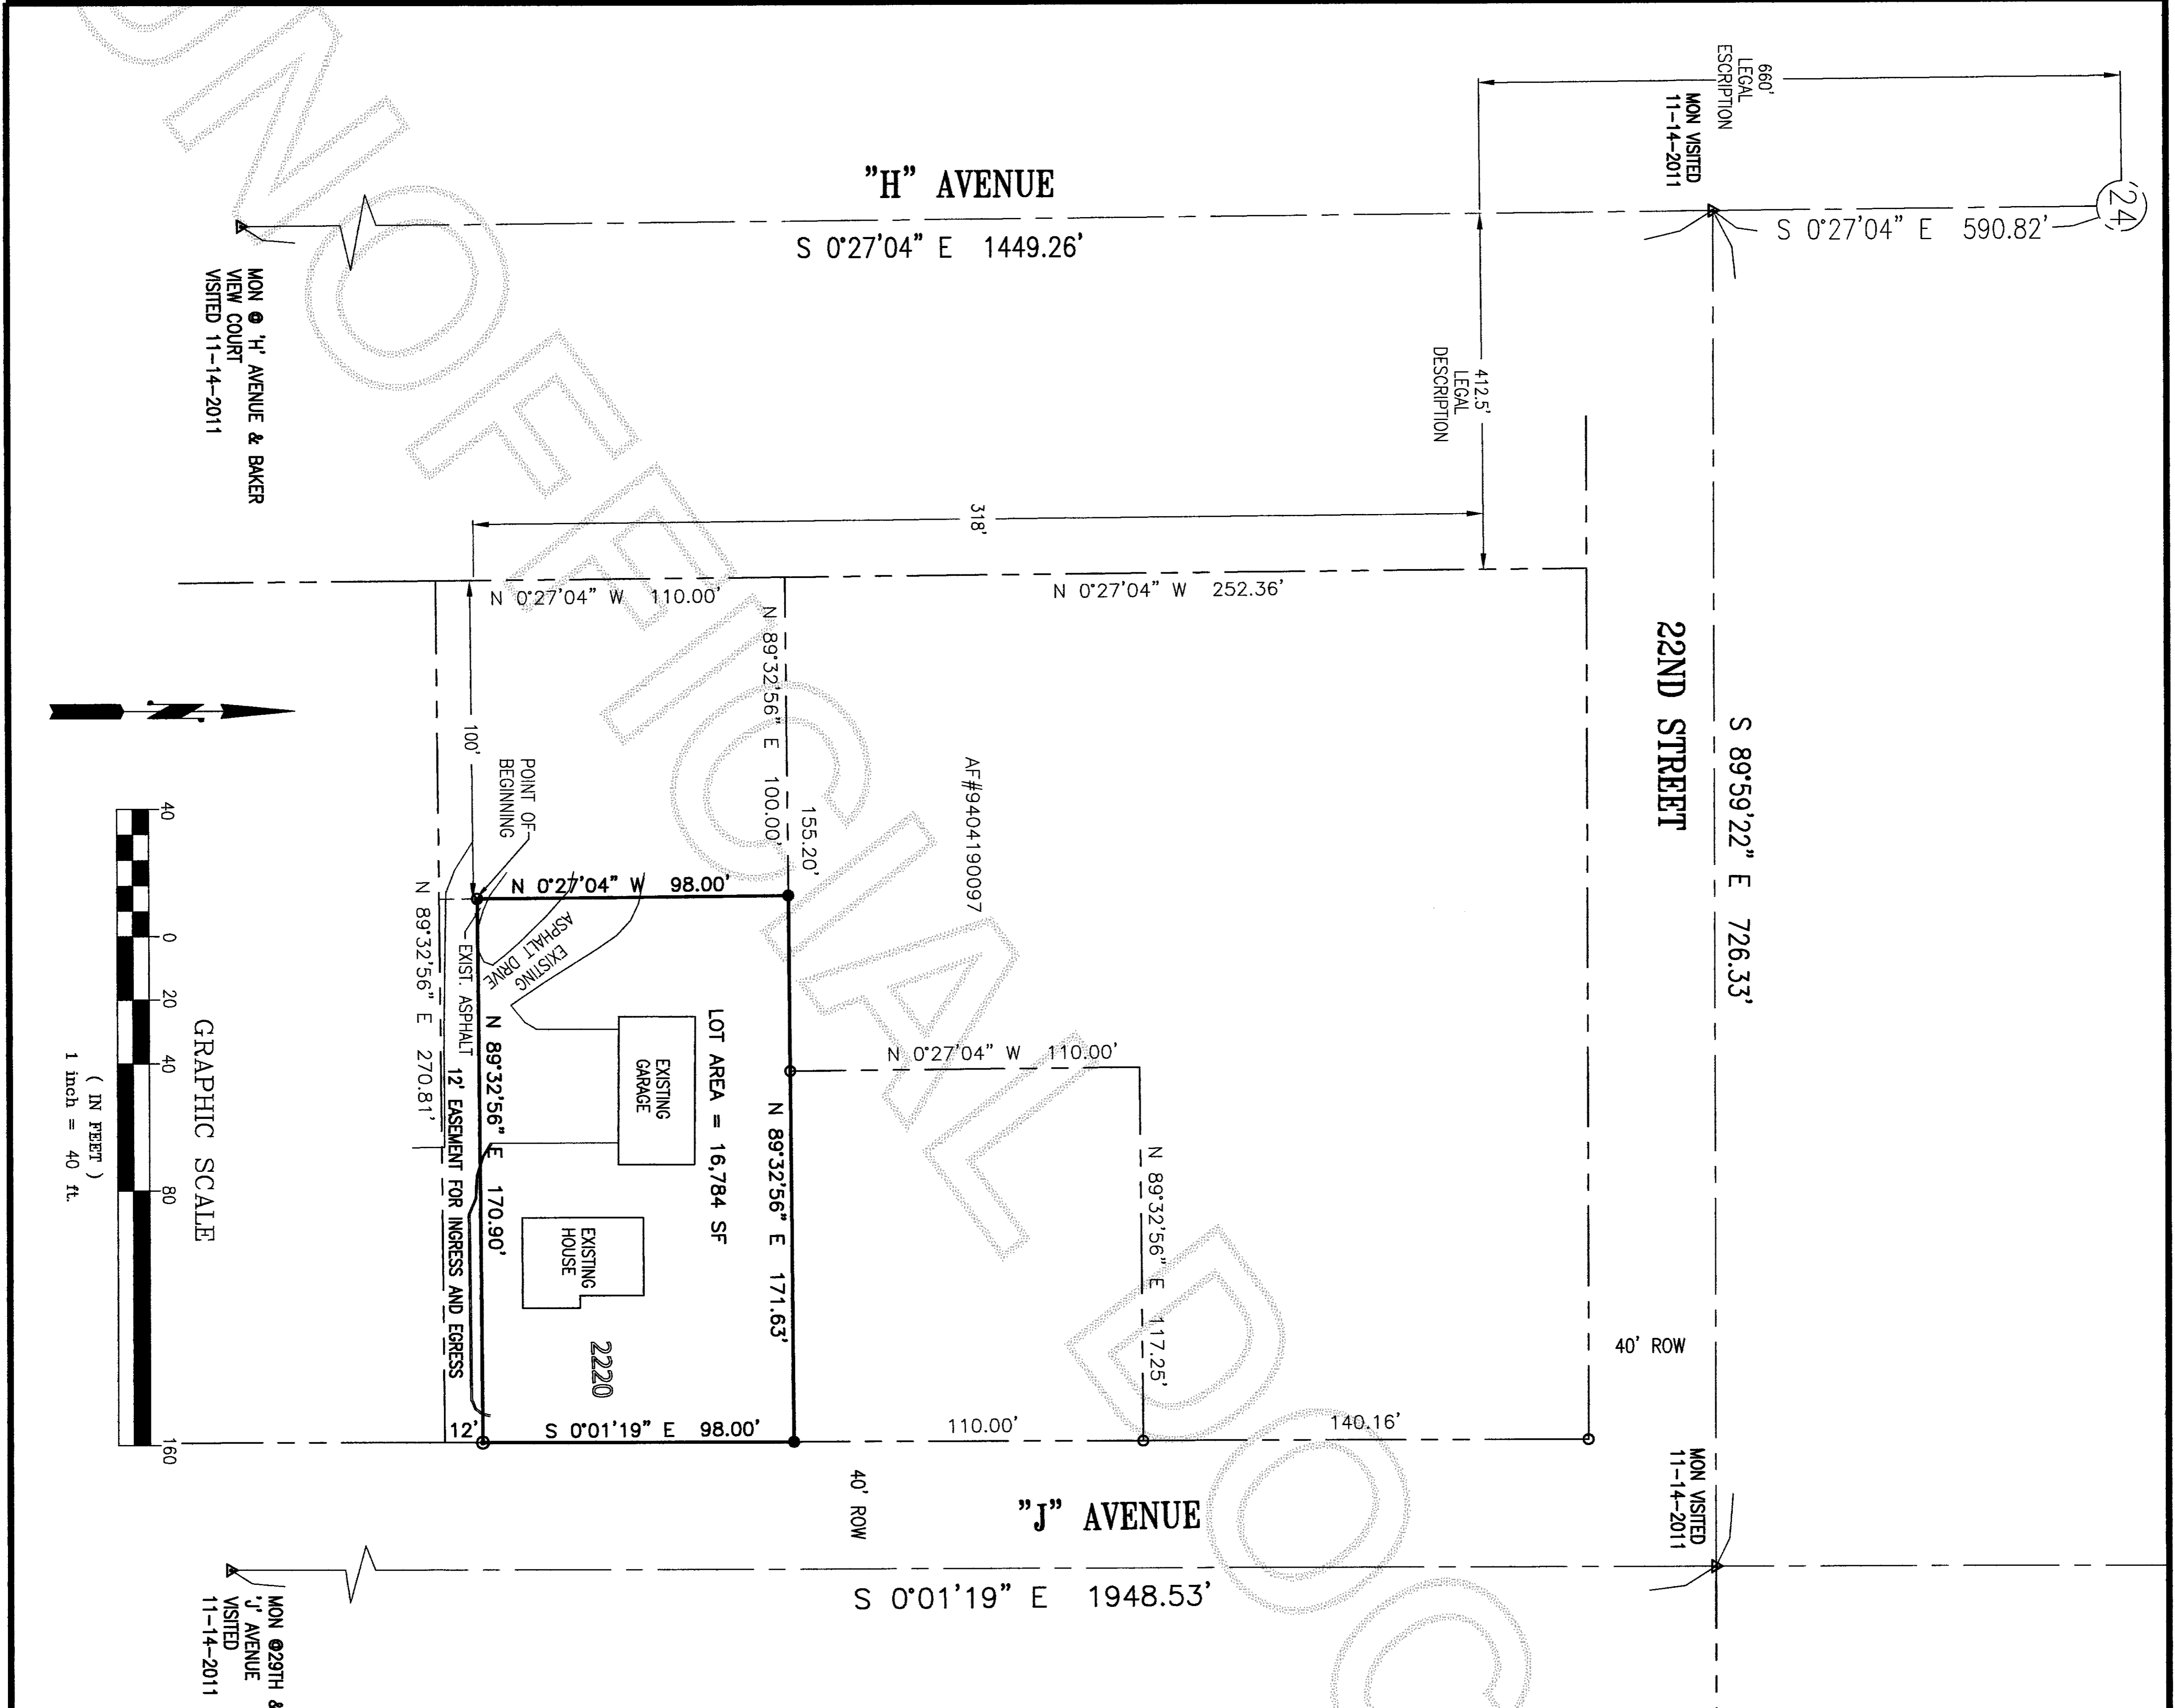 660'
LEGAL
ESCRIPTION
MON VISITED
11-14-2011
24
"H" AVENUE
S 0°27'04" E 1449.26'
S 0°27'04" E 590.82'
MON @ 'H' AVENUE & BAKER
VIEW COURT
VISITED 11-14-2011
412.5'
LEGAL
DESCRIPTION
318'
N 0°27'04" W 110.00'
N 0°27'04" W 252.36'
N 89°32'56" E 100.00'
155.20'
22ND STREET
S 89°59'22" E 726.33'
AF#9404190097
100'
POINT OF
BEGINNING
N 0°27'04" W 98.00'
EXISTING
ASPHALT DRIVE
EXIST. ASPHALT
N 89°32'56" E 270.81'
12' EASEMENT FOR INGRESS AND EGRESS
N 89°32'56" E 170.90'
EXISTING
GARAGE
LOT AREA = 16,784 SF
N 89°32'56" E 171.63'
N 0°27'04" W 110.00'
N 89°32'56" E 117.25'
EXISTING
HOUSE
2220
40' ROW
12'
S 0°01'19" E 98.00'
110.00'
140.16'
40' ROW
"J" AVENUE
S 0°01'19" E 1948.53'
MON VISITED
11-14-2011
MON @29TH &
'J' AVENUE
VISITED
11-14-2011
GRAPHIC SCALE
40 0 20 40 80 160
( IN FEET )
1 inch = 40 ft.
N
UNOFFICIAL DOC